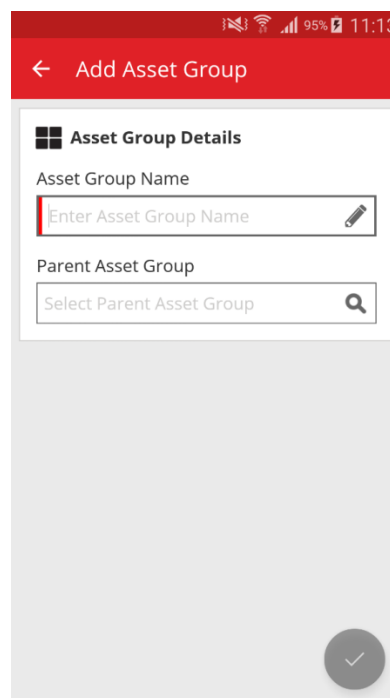 95% 11:13
Add Asset Group
Asset Group Details
Asset Group Name
Enter Asset Group Name
Parent Asset Group
Select Parent Asset Group